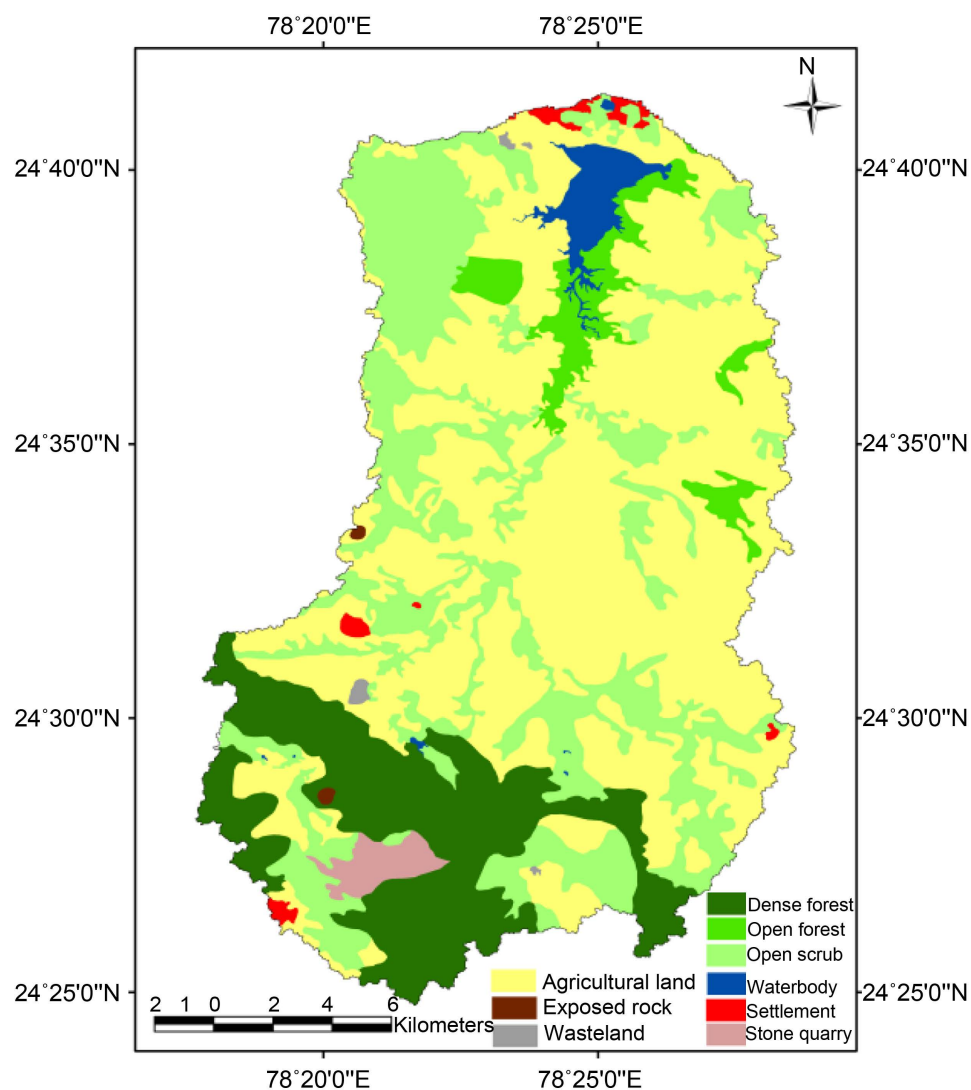 78°20'0"E 78°25'0"E
N
24°40'0"N 24°40'0"N
24°35'0"N 24°35'0"N
24°30'0"N 24°30'0"N
Dense forest
Open forest
Open scrub
Agricultural land Waterbody
24°25'0"N 24°25'0"N
2 1 0 2 4 6
Exposed rock Settlement
Kilometers
Wasteland Stone quarry
78°20'0"E 78°25'0"E